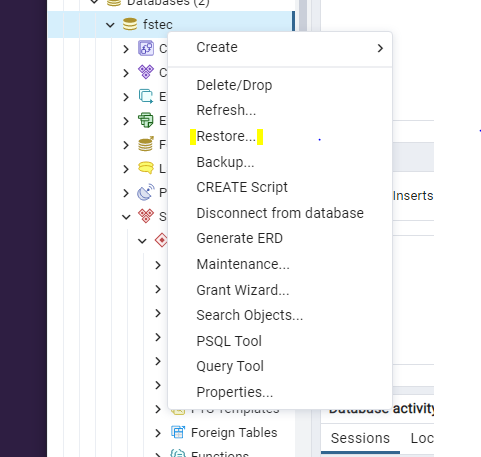 Databases (2)
fstec
Create
Delete/Drop
Refresh...
Restore...
Backup...
CREATE Script
Disconnect from database
Generate ERD
Maintenance...
Grant Wizard...
Search Objects...
PSQL Tool
Query Tool
Properties...
C
C
E
E
F
L
P
S
Inserts
FTS Templates
Foreign Tables
Functions
Database activity
Sessions
Loc